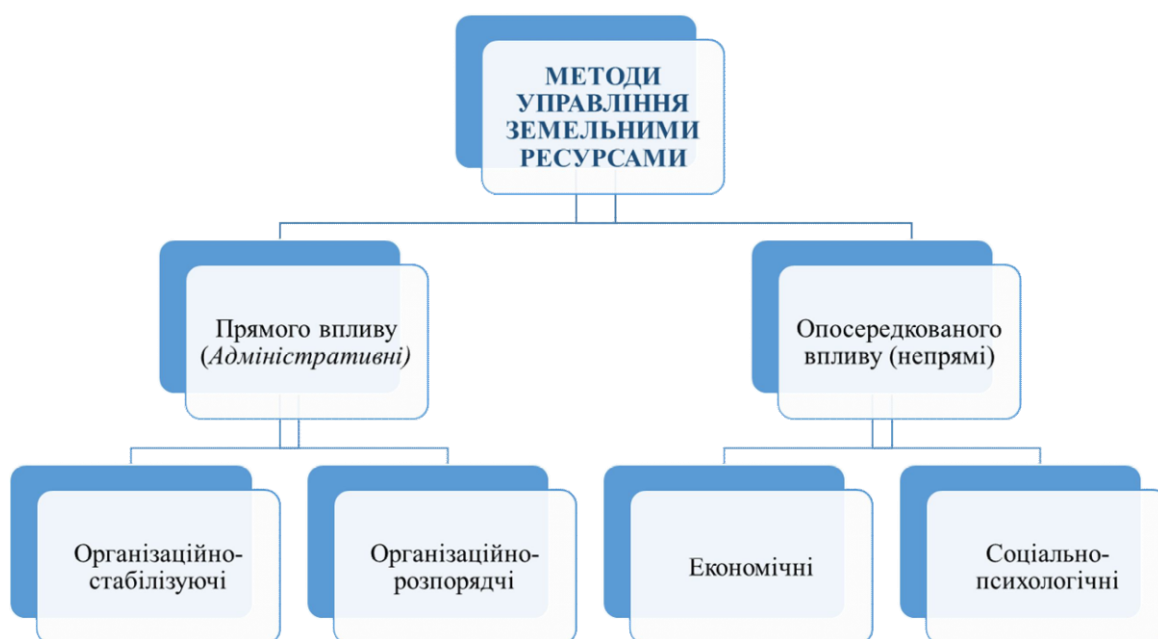 МЕТОДИ
УПРАВЛІННЯ
ЗЕМЕЛЬНИМИ
РЕСУРСАМИ
Прямого впливу
(Адміністративні)
Опосередкованого
впливу (непрямі)
Організаційно-
стабілізуючі
Організаційно-
розпорядчі
Економічні
Соціально-
психологічні